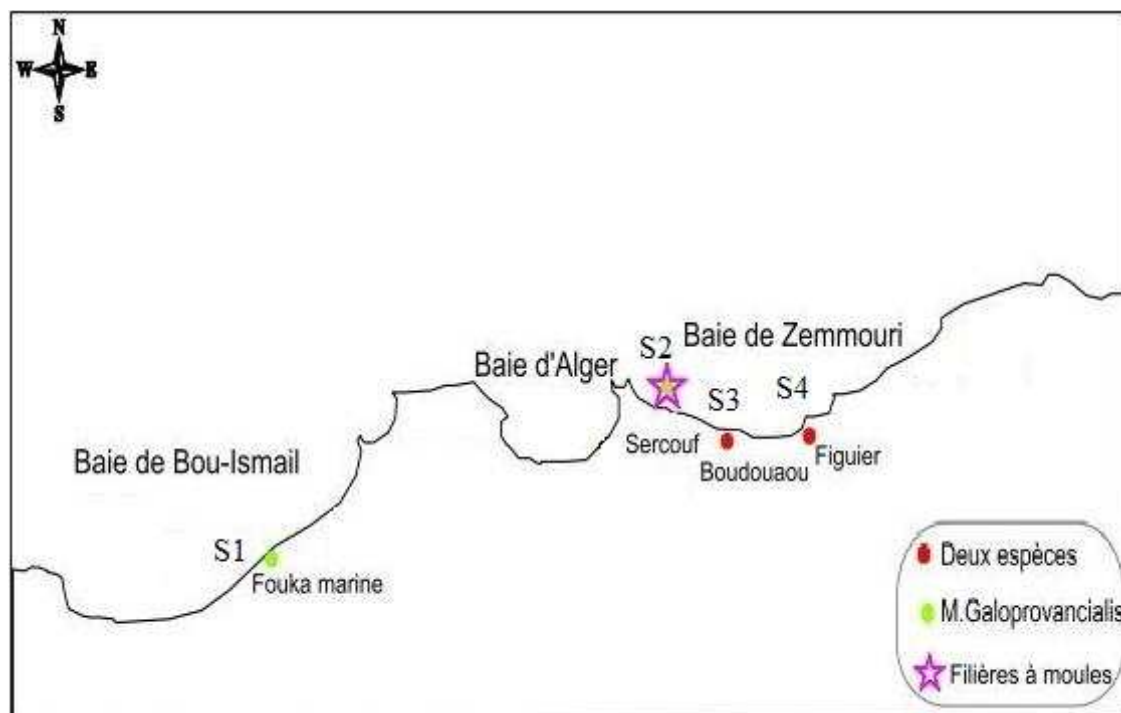 N
W E
S
Baie d'Alger
S2
Baie de Zemmouri
S3
S4
Sercouf
Boudouaou
Figuier
Baie de Bou-Ismail
S1
Fouka marine
Deux espèces
M.Galoprovancialis
Filières à moules